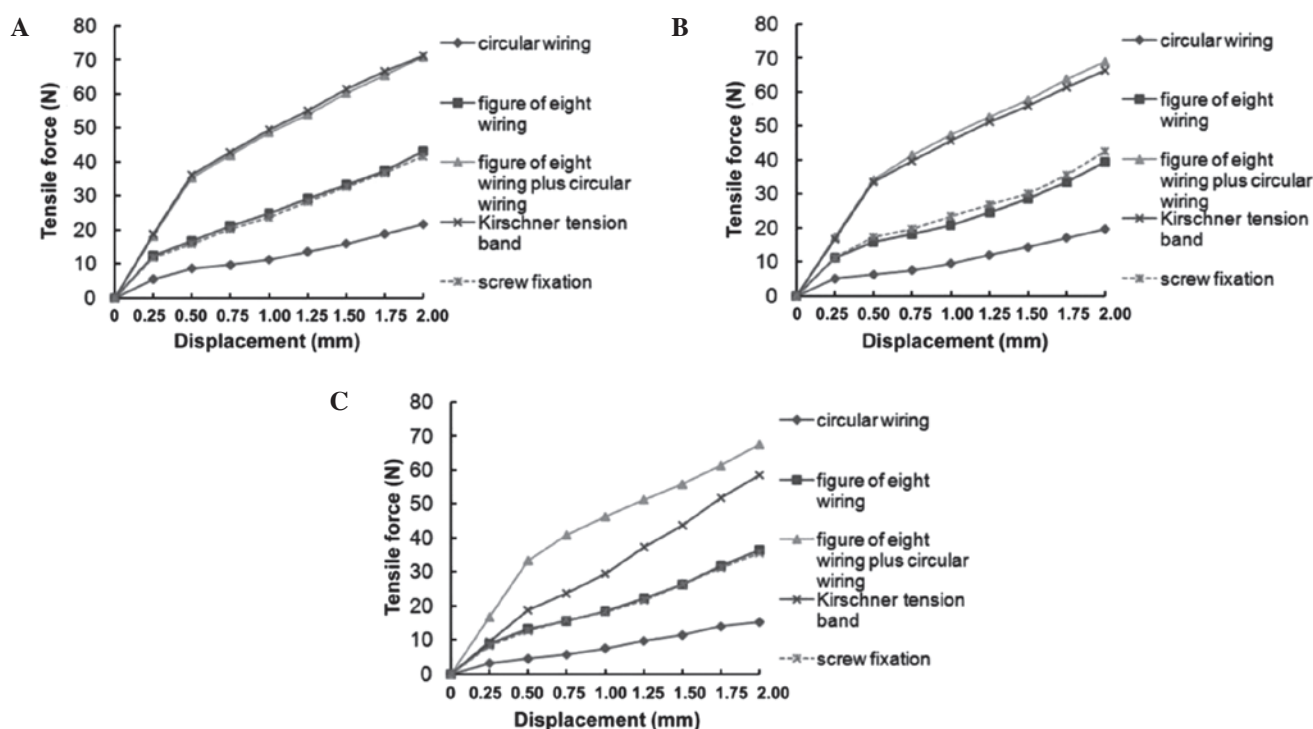 A
Tensile force (N)
80
70
60
50
40
30
20
10
0
0 0.25 0.50 0.75 1.00 1.25 1.50 1.75 2.00
Displacement (mm)
circular wiring
figure of eight
wiring
figure of eight
wiring plus circular
wiring
Kirschner tension
band
screw fixation
B
Tensile force (N)
80
70
60
50
40
30
20
10
0
0 0.25 0.50 0.75 1.00 1.25 1.50 1.75 2.00
Displacement (mm)
circular wiring
figure of eight
wiring
figure of eight
wiring plus circular
wiring
Kirschner tension
band
screw fixation
C
Tensile force (N)
80
70
60
50
40
30
20
10
0
0 0.25 0.50 0.75 1.00 1.25 1.50 1.75 2.00
Displacement (mm)
circular wiring
figure of eight
wiring
figure of eight
wiring plus circular
wiring
Kirschner tension
band
screw fixation